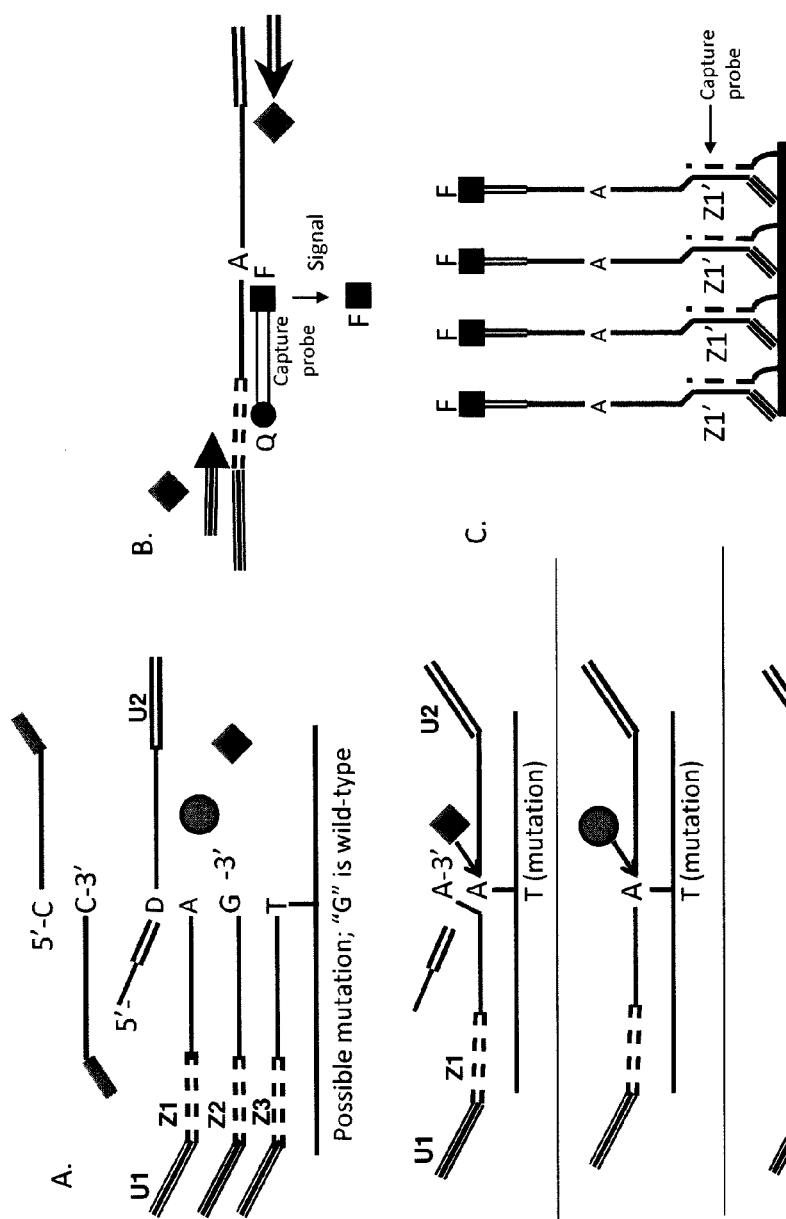 A.
5'-C
C-3'
5'-
D
U2
U1
Z1
A
Z2
G
-3'
Z3
T
Possible mutation; “G” is wild-type
U1
Z1
A-3'
A
U2
T (mutation)
A
T (mutation)
B.
A
Q
Capture
probe
F
Signal
F
C.
F
F
F
F
A
A
A
A
Z1'
Z1'
Z1'
Z1'
Capture
probe